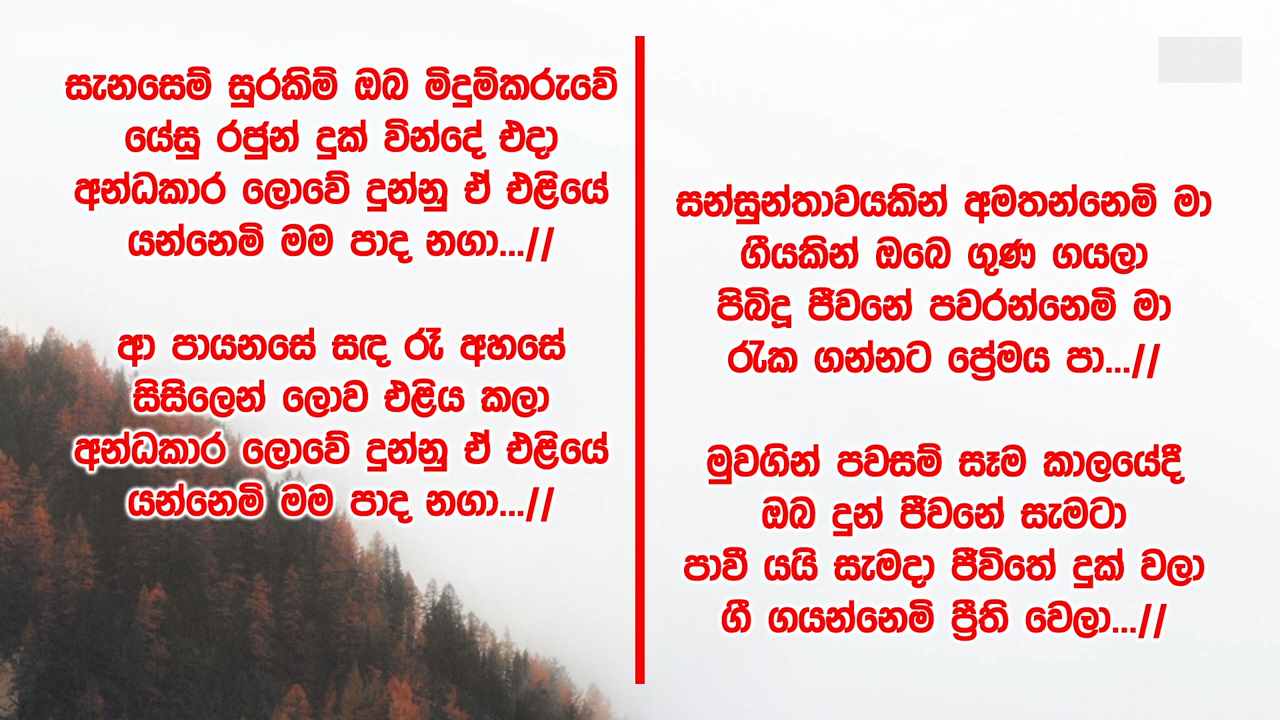 සැනසෙම් සුරකිම් ඔබ මිදුම්කරුවේ
යේසු රජුන් දුක් වින්දේ එදා
අන්ධකාර ලොවේ දුන්නු ඒ එළියේ
යන්නෙමි මම පාද නගා...//
ආ පායනසේ සඳ රෑ අහසේ
සිසිලෙන් ලොව එළිය කලා
අන්ධකාර ලොවේ දුන්නු ඒ එළියේ
යන්නෙමි මම පාද නගා...//
සන්සුන්තාවයකින් අමතන්නෙමි මා
ගීයකින් ඔබෙ ගුණ ගයලා
පිබිදූ ජීවනේ පවරන්නෙමි මා
රැක ගන්නට ප්‍රේමය පා...//
මුවගින් පවසම් සෑම කාලයේදී
ඔබ දුන් ජීවනේ සැමටා
පාවී යයි සැමදා ජීවිතේ දුක් වලා
ගී ගයන්නෙමි ප්‍රීති වෙලා...//